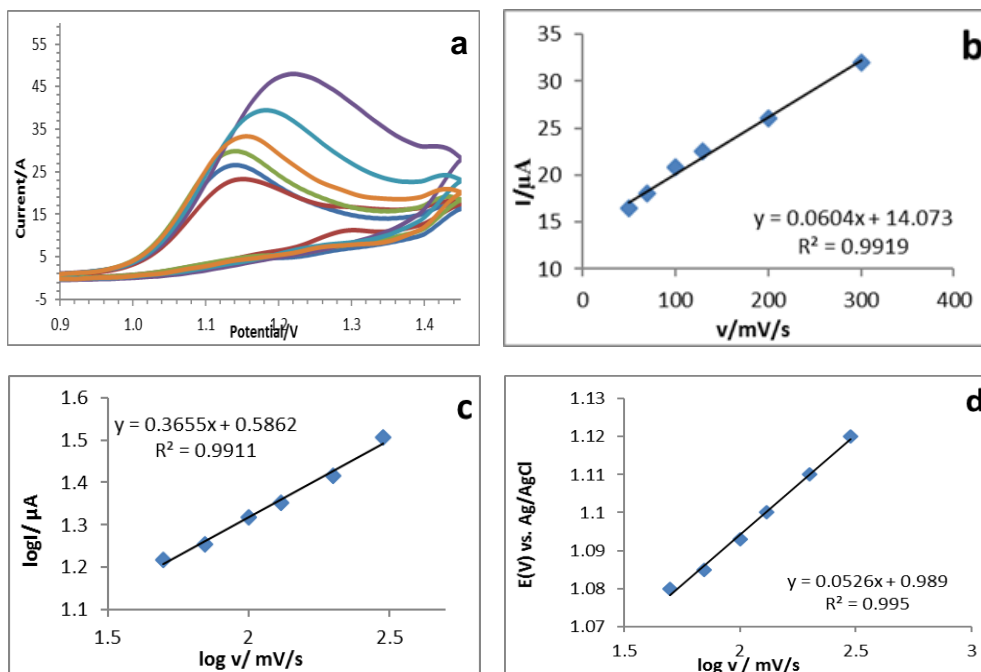 a
55
45
35
25
15
5
-5
0.9
1.0
1.1
1.2
1.3
1.4
Current/A
Potential/V
b
35
30
25
20
15
10
0
100
200
300
400
I/µA
v/mV/s
y = 0.0604x + 14.073
R² = 0.9919
c
1.6
1.5
1.4
1.3
1.2
1.1
1.5
2
2.5
logI/ µA
log v/ mV/s
y = 0.3655x + 0.5862
R² = 0.9911
d
1.13
1.12
1.11
1.10
1.09
1.08
1.07
1.5
2
2.5
3
E(V) vs. Ag/AgCl
log v/ mV/s
y = 0.0526x + 0.989
R² = 0.995